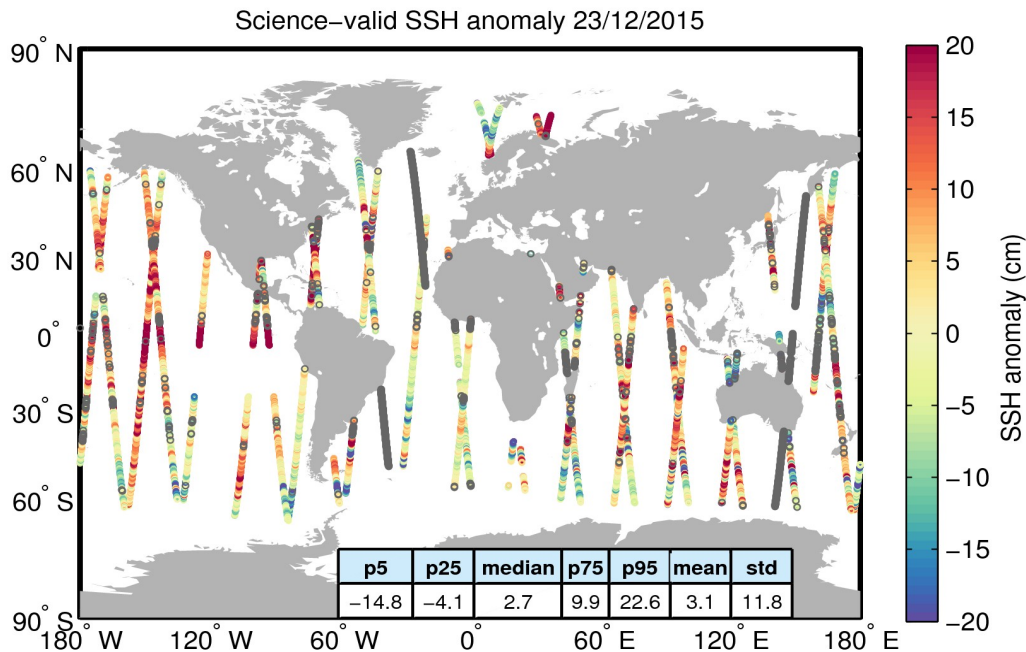 Science−valid SSH anomaly 23/12/2015
90° N
60° N
30° N
0°
30° S
60° S
90° S
180° W
120° W
60° W
0°
60° E
120° E
180° E
p5 p25 median p75 p95 mean std
−14.8 −4.1 2.7 9.9 22.6 3.1 11.8
20
15
10
5
0
−5
−10
−15
−20
SSH anomaly (cm)